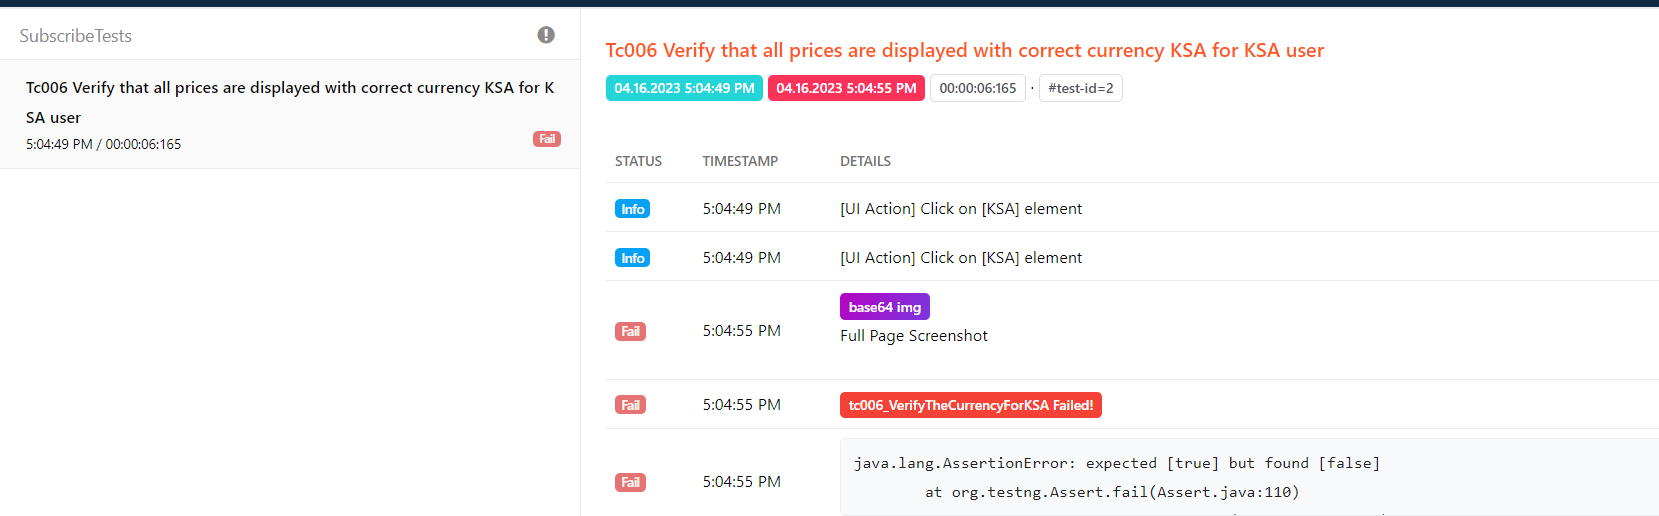 SubscribeTests
Tc006 Verify that all prices are displayed with correct currency KSA for K
SA user
5:04:49 PM / 00:00:06:165
Fail
Tc006 Verify that all prices are displayed with correct currency KSA for KSA user
04.16.2023 5:04:49 PM 04.16.2023 5:04:55 PM 00:00:06:165 · #test-id=2
STATUS TIMESTAMP DETAILS
Info 5:04:49 PM [UI Action] Click on [KSA] element
Info 5:04:49 PM [UI Action] Click on [KSA] element
base64 img
Fail 5:04:55 PM Full Page Screenshot
Fail 5:04:55 PM tc006_VerifyTheCurrencyForKSA Failed!
Fail 5:04:55 PM java.lang.AssertionError: expected [true] but found [false]
at org.testng.Assert.fail(Assert.java:110)